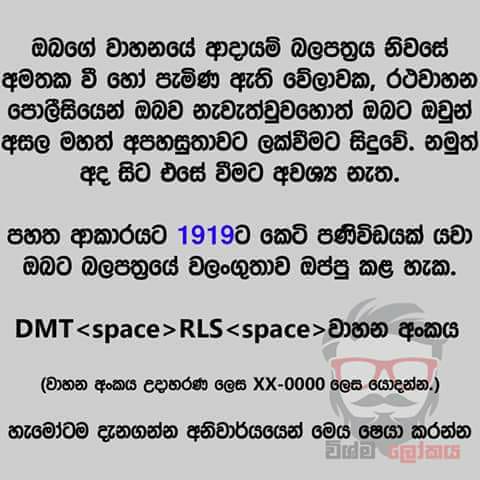 ඔබගේ වාහනයේ ආදායම් බලපත්‍රය නිවසේ
අමතක වී හෝ පැමිණ ඇති වේලාවක, රථවාහන
පොලීසියෙන් ඔබව නැවැත්වුවහොත් ඔබට ඔවුන්
අසල මහත් අපහසුතාවට ලක්වීමට සිදුවේ. නමුත්
අද සිට එසේ වීමට අවශ්‍ය නැත.
පහත ආකාරයට 1919ට කෙටි පණිවිඩයක් යවා
ඔබට බලපත්‍රයේ වලංගුතාව ඔප්පු කළ හැක.
DMT<space>RLS<space>වාහන අංකය
(වාහන අංකය උදාහරණ ලෙස XX-0000 ලෙස යොදන්න.)
හැමෝටම දැනගන්න අනිවාර්යයෙන් මෙය ෂෙයා කරන්න
විශ්ම ලෝකය